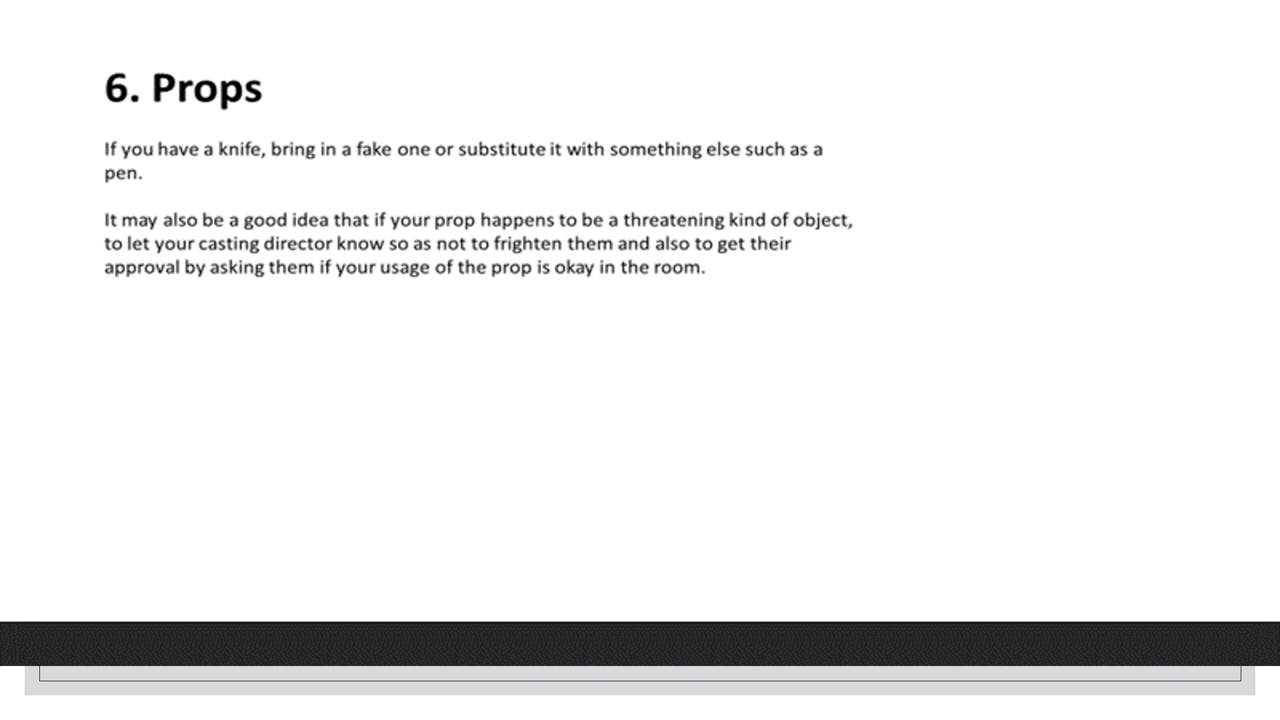 6. Props
If you have a knife, bring in a fake one or substitute it with something else such as a
pen.
It may also be a good idea that if your prop happens to be a threatening kind of object,
to let your casting director know so as not to frighten them and also to get their
approval by asking them if your usage of the prop is okay in the room.